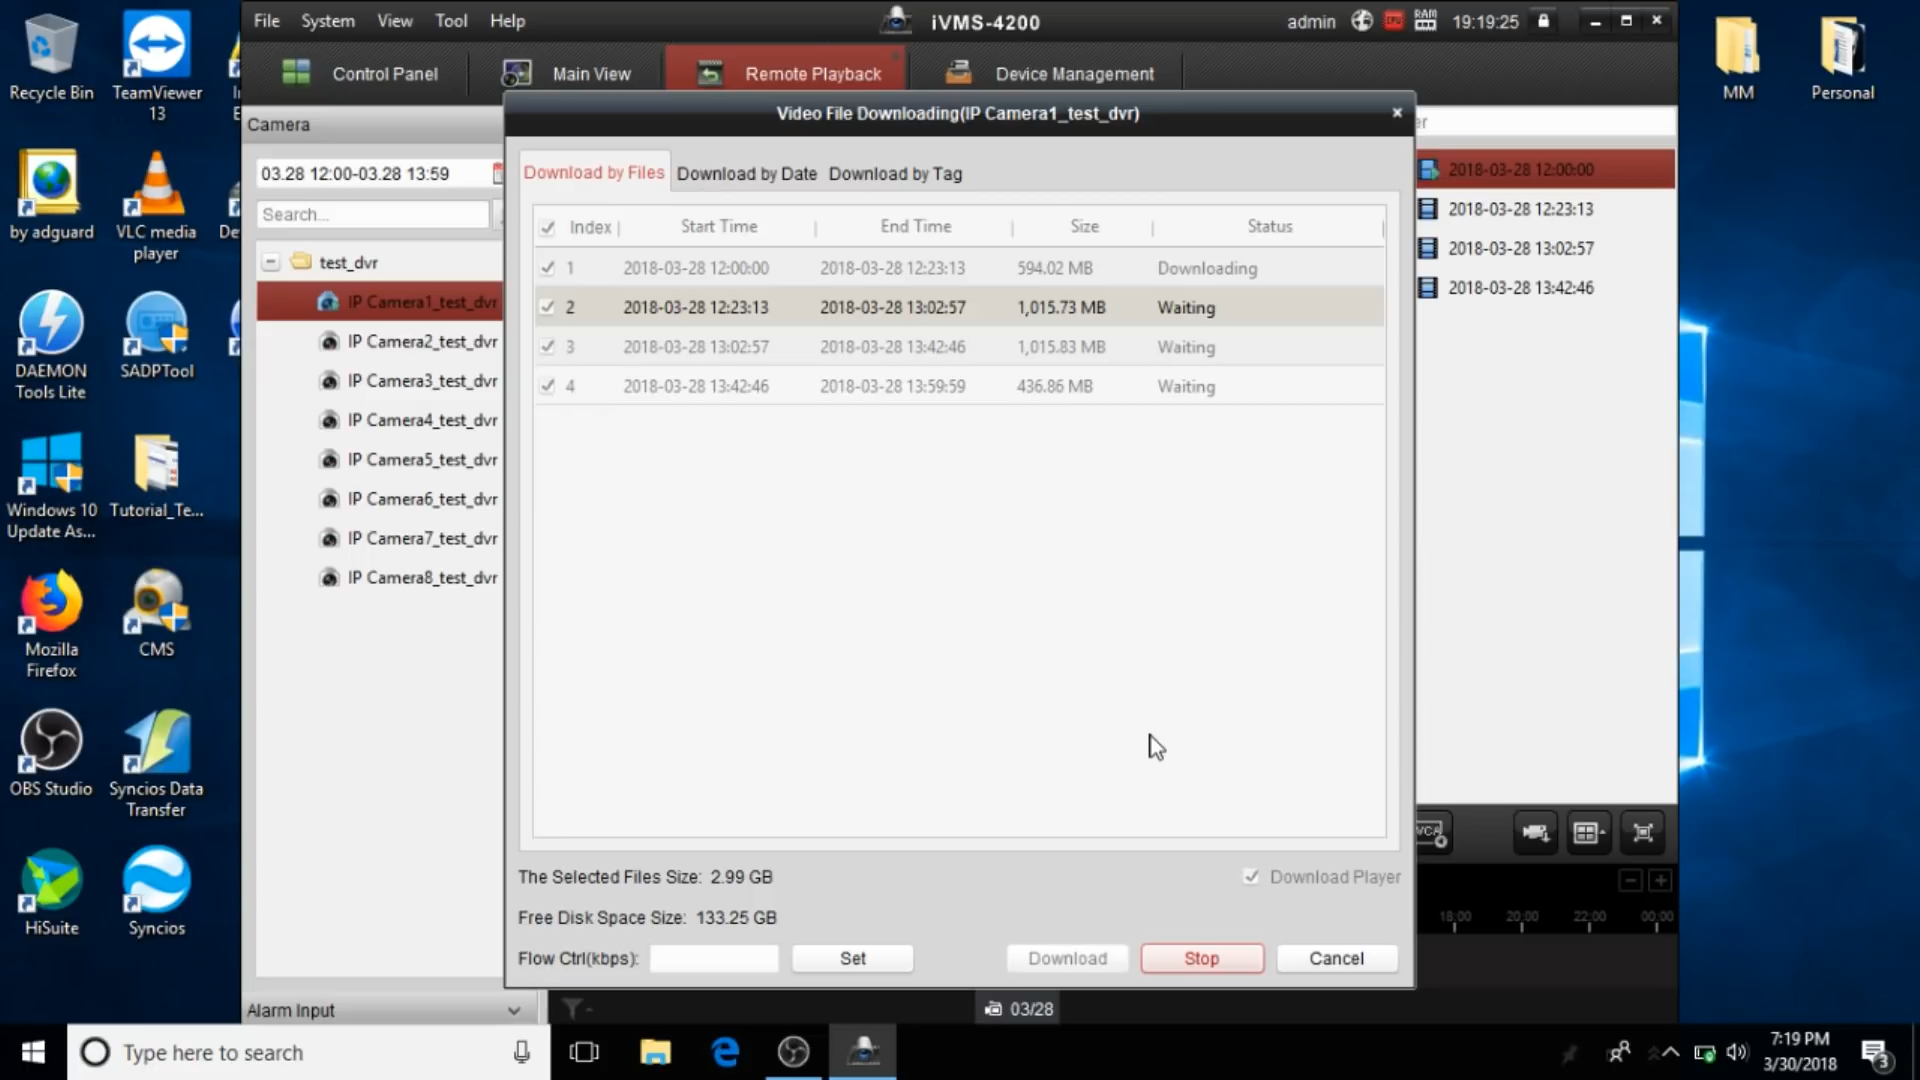 File System View Tool Help
iVMS-4200
admin CPU RAM 19:19:25
Control Panel Main View Remote Playback Device Management
Camera
03.28 12:00-03.28 13:59
Search...
test_dvr
IP Camera1_test_dvr
IP Camera2_test_dvr
IP Camera3_test_dvr
IP Camera4_test_dvr
IP Camera5_test_dvr
IP Camera6_test_dvr
IP Camera7_test_dvr
IP Camera8_test_dvr
Alarm Input
Video File Downloading(IP Camera1_test_dvr)
Download by Files Download by Date Download by Tag
Index Start Time End Time Size Status
1 2018-03-28 12:00:00 2018-03-28 12:23:13 594.02 MB Downloading
2 2018-03-28 12:23:13 2018-03-28 13:02:57 1,015.73 MB Waiting
3 2018-03-28 13:02:57 2018-03-28 13:42:46 1,015.83 MB Waiting
4 2018-03-28 13:42:46 2018-03-28 13:59:59 436.86 MB Waiting
The Selected Files Size: 2.99 GB
Download Player
Free Disk Space Size: 133.25 GB
Flow Ctrl(kbps): Set Download Stop Cancel
2018-03-28 12:00:00
2018-03-28 12:23:13
2018-03-28 13:02:57
2018-03-28 13:42:46
VCA
18:00 20:00 22:00 00:00
03/28
Recycle Bin
TeamViewer
13
by adguard
VLC media
player
DAEMON
Tools Lite
SADPTool
Windows 10
Update As...
Tutorial_Te...
Mozilla
Firefox
CMS
OBS Studio
Syncios Data
Transfer
HiSuite
Syncios
MM
Personal
Type here to search
7:19 PM
3/30/2018
3